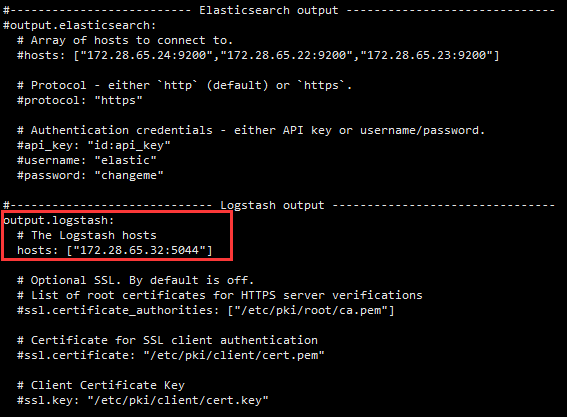 #---------------------------- Elasticsearch output ------------------------------
#output.elasticsearch:
  # Array of hosts to connect to.
  #hosts: ["172.28.65.24:9200","172.28.65.22:9200","172.28.65.23:9200"]

  # Protocol - either `http` (default) or `https`.
  #protocol: "https"

  # Authentication credentials - either API key or username/password.
  #api_key: "id:api_key"
  #username: "elastic"
  #password: "changeme"

#----------------------------- Logstash output --------------------------------
output.logstash:
  # The Logstash hosts
  hosts: ["172.28.65.32:5044"]

  # Optional SSL. By default is off.
  # List of root certificates for HTTPS server verifications
  #ssl.certificate_authorities: ["/etc/pki/root/ca.pem"]

  # Certificate for SSL client authentication
  #ssl.certificate: "/etc/pki/client/cert.pem"

  # Client Certificate Key
  #ssl.key: "/etc/pki/client/cert.key"